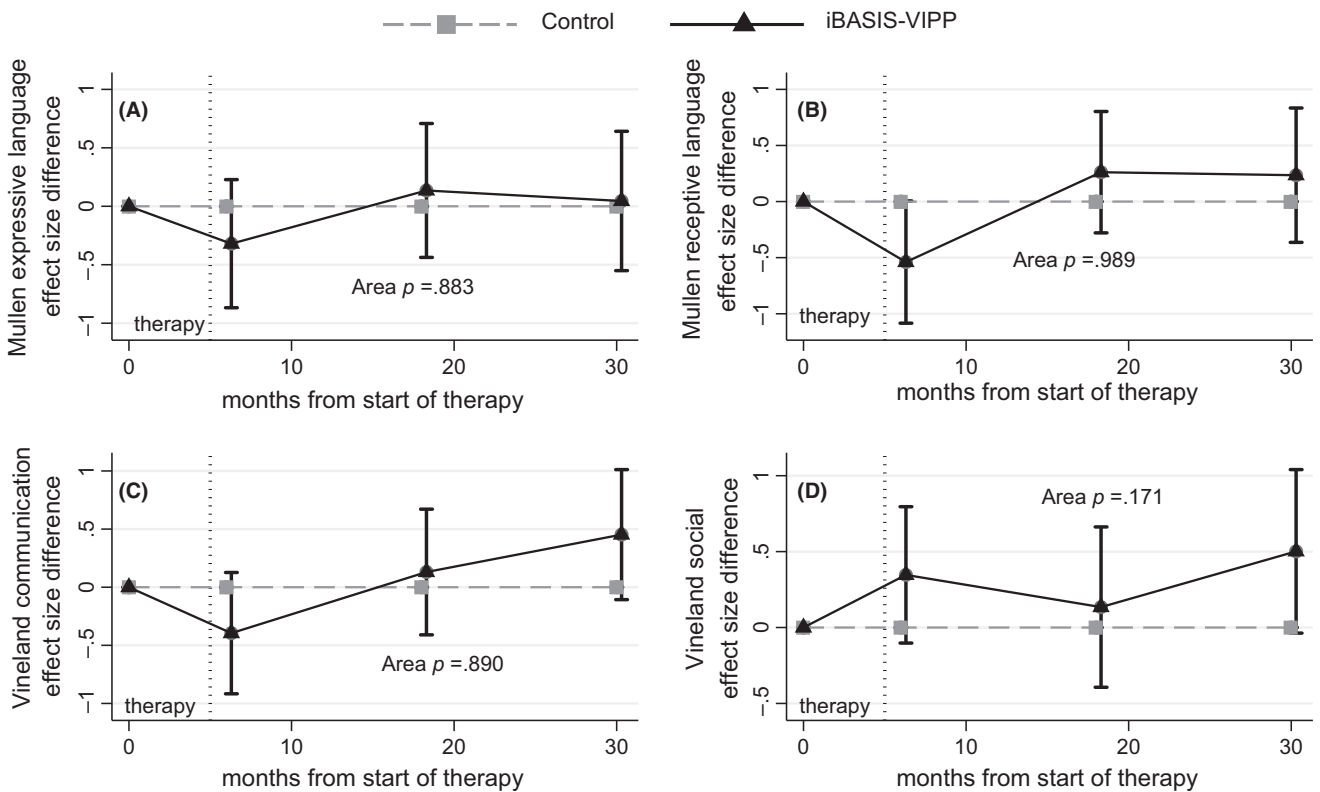 Control iBASIS-VIPP
(A)
Mullen expressive language
effect size difference
1
.5
0
-.5
-1
Area p =.883
therapy
0 10 20 30
months from start of therapy
(B)
Mullen receptive language
effect size difference
1
.5
0
-.5
-1
Area p =.989
therapy
0 10 20 30
months from start of therapy
(C)
Vineland communication
effect size difference
1
.5
0
-.5
-1
Area p =.890
therapy
0 10 20 30
months from start of therapy
(D)
Vineland social
effect size difference
1
.5
0
-.5
Area p =.171
therapy
0 10 20 30
months from start of therapy